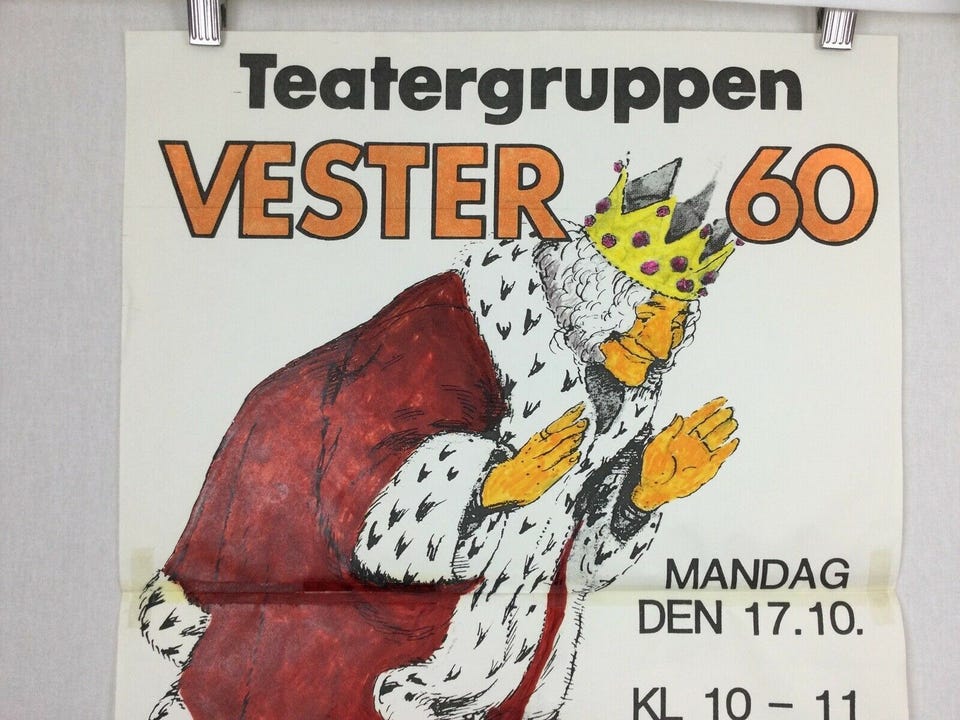 Teatergruppen
VESTER 60
MANDAG
DEN 17.10.
KL 10 – 11